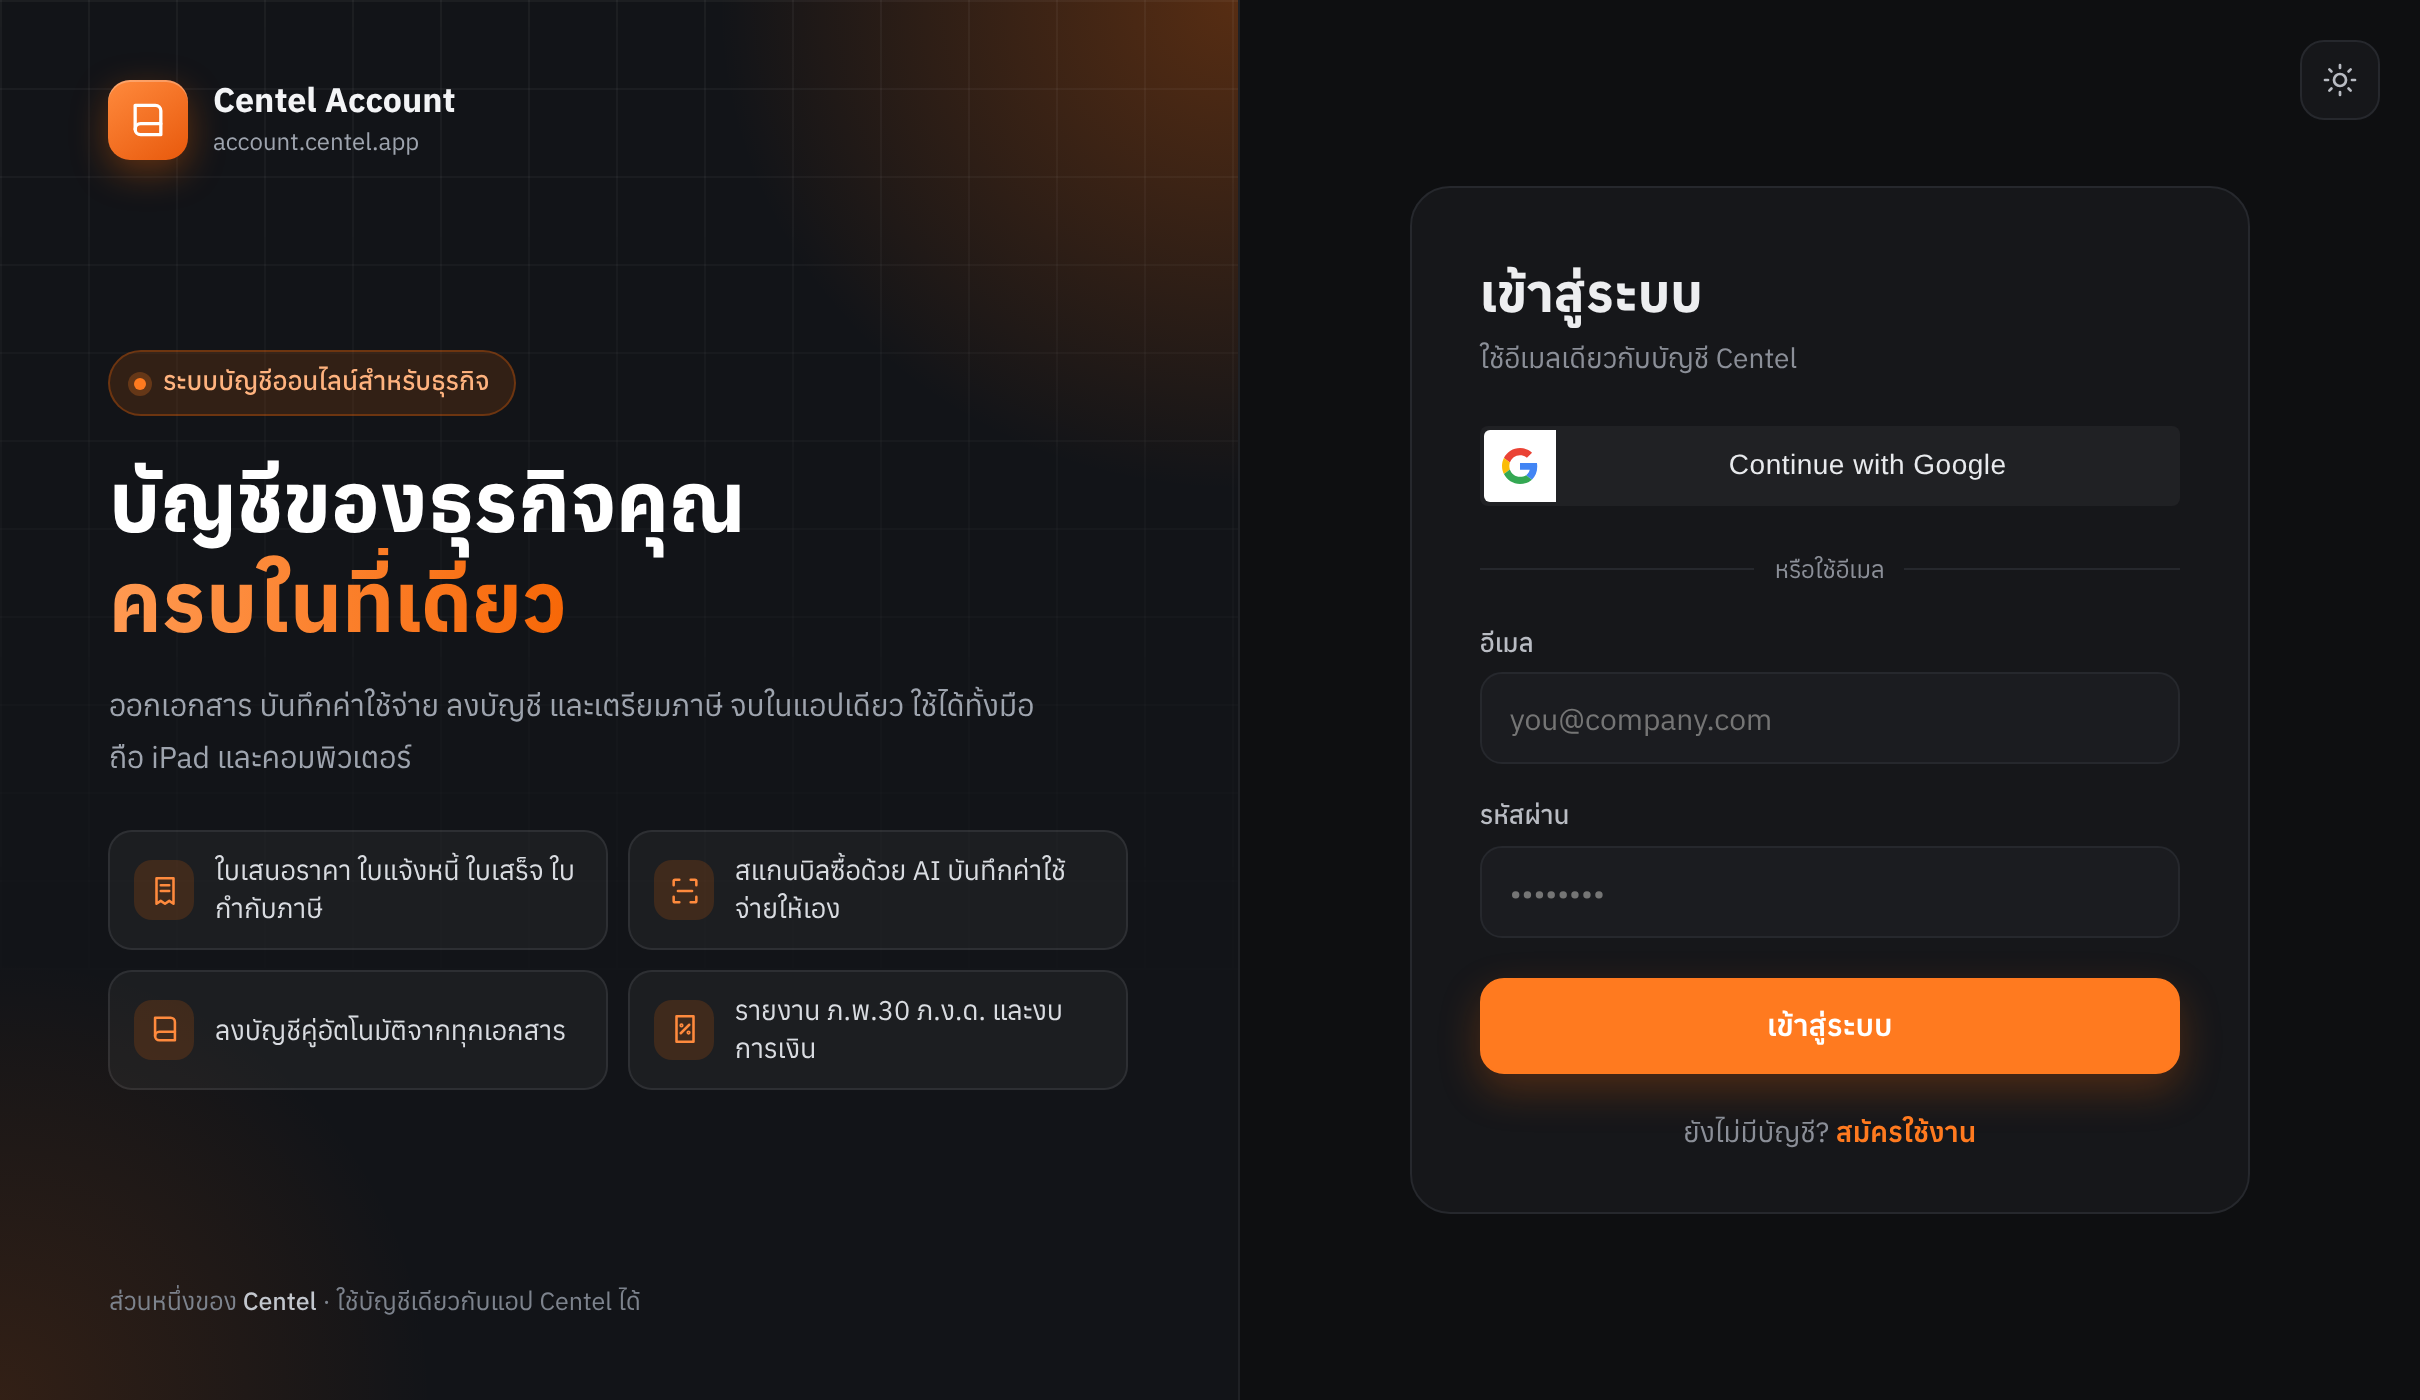 Centel Account
account.centel.app
ระบบบัญชีออนไลน์สำหรับธุรกิจ
บัญชีของธุรกิจคุณ
ครบในที่เดียว
ออกเอกสาร บันทึกค่าใช้จ่าย ลงบัญชี และเตรียมภาษี จบในแอปเดียว ใช้ได้ทั้งมือ
ถือ iPad และคอมพิวเตอร์
ใบเสนอราคา ใบแจ้งหนี้ ใบเสร็จ ใบ
กำกับภาษี
สแกนบิลซื้อด้วย AI บันทึกค่าใช้
จ่ายให้เอง
ลงบัญชีคู่อัตโนมัติจากทุกเอกสาร
รายงาน ภ.พ.30 ภ.ง.ด. และงบ
การเงิน
ส่วนหนึ่งของ Centel · ใช้บัญชีเดียวกับแอป Centel ได้
เข้าสู่ระบบ
ใช้อีเมลเดียวกับบัญชี Centel
Continue with Google
หรือใช้อีเมล
อีเมล
you@company.com
รหัสผ่าน
••••••••
เข้าสู่ระบบ
ยังไม่มีบัญชี? สมัครใช้งาน